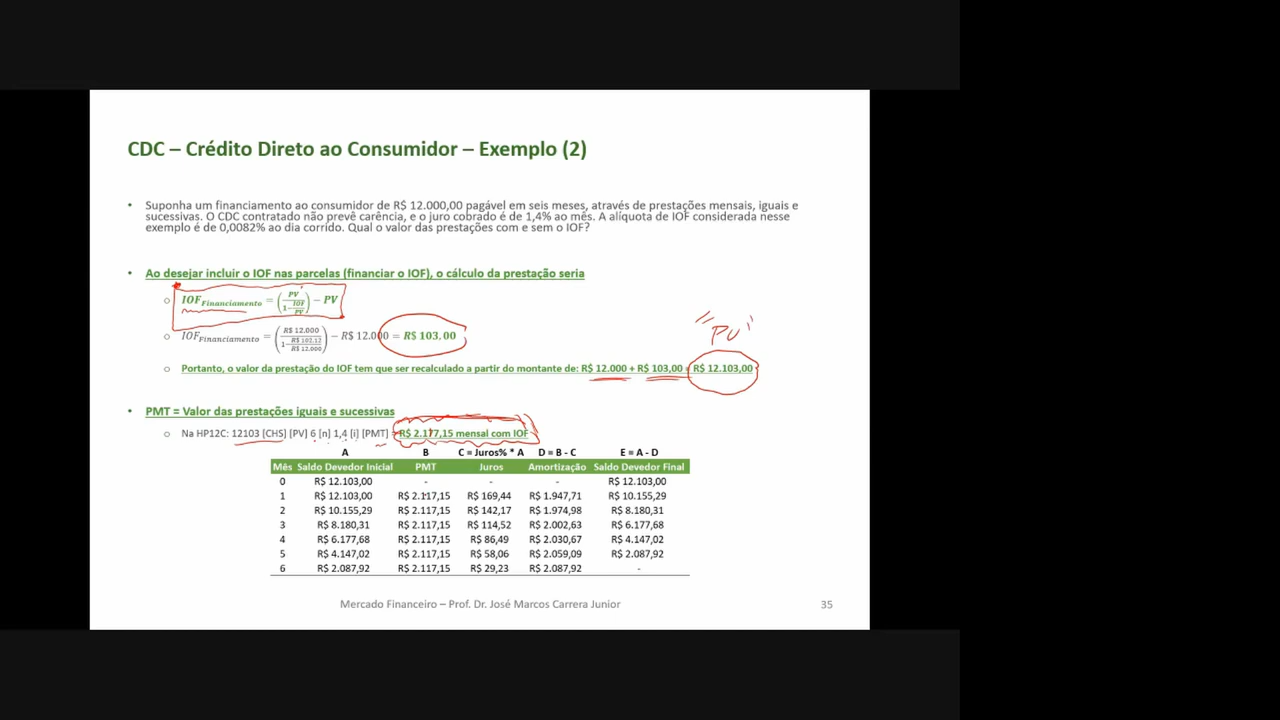 CDC – Crédito Direto ao Consumidor – Exemplo (2)
• Suponha um financiamento ao consumidor de R$ 12.000,00 pagável em seis meses, através de prestações mensais, iguais e
sucessivas. O CDC contratado não prevê carência, e o juro cobrado é de 1,4% ao mês. A alíquota de IOF considerada nesse
exemplo é de 0,0082% ao dia corrido. Qual o valor das prestações com e sem o IOF?
• Ao desejar incluir o IOF nas parcelas (financiar o IOF), o cálculo da prestação seria
○ IOF_Financiamento = (PV / (1 − IOF/PV)) − PV
○ IOF_Financiamento = (R$ 12.000 / (1 − R$ 102,12/R$ 12.000)) − R$ 12.000 = R$ 103,00
"PV"
○ Portanto, o valor da prestação do IOF tem que ser recalculado a partir do montante de: R$ 12.000 + R$ 103,00 = R$ 12.103,00
• PMT = Valor das prestações iguais e sucessivas
○ Na HP12C: 12103 [CHS] [PV] 6 [n] 1,4 [i] [PMT] = R$ 2.117,15 mensal com IOF
A B C = Juros% * A D = B - C E = A - D
Mês Saldo Devedor Inicial PMT Juros Amortização Saldo Devedor Final
0 R$ 12.103,00 - - - R$ 12.103,00
1 R$ 12.103,00 R$ 2.117,15 R$ 169,44 R$ 1.947,71 R$ 10.155,29
2 R$ 10.155,29 R$ 2.117,15 R$ 142,17 R$ 1.974,98 R$ 8.180,31
3 R$ 8.180,31 R$ 2.117,15 R$ 114,52 R$ 2.002,63 R$ 6.177,68
4 R$ 6.177,68 R$ 2.117,15 R$ 86,49 R$ 2.030,67 R$ 4.147,02
5 R$ 4.147,02 R$ 2.117,15 R$ 58,06 R$ 2.059,09 R$ 2.087,92
6 R$ 2.087,92 R$ 2.117,15 R$ 29,23 R$ 2.087,92 -
Mercado Financeiro – Prof. Dr. José Marcos Carrera Junior 35